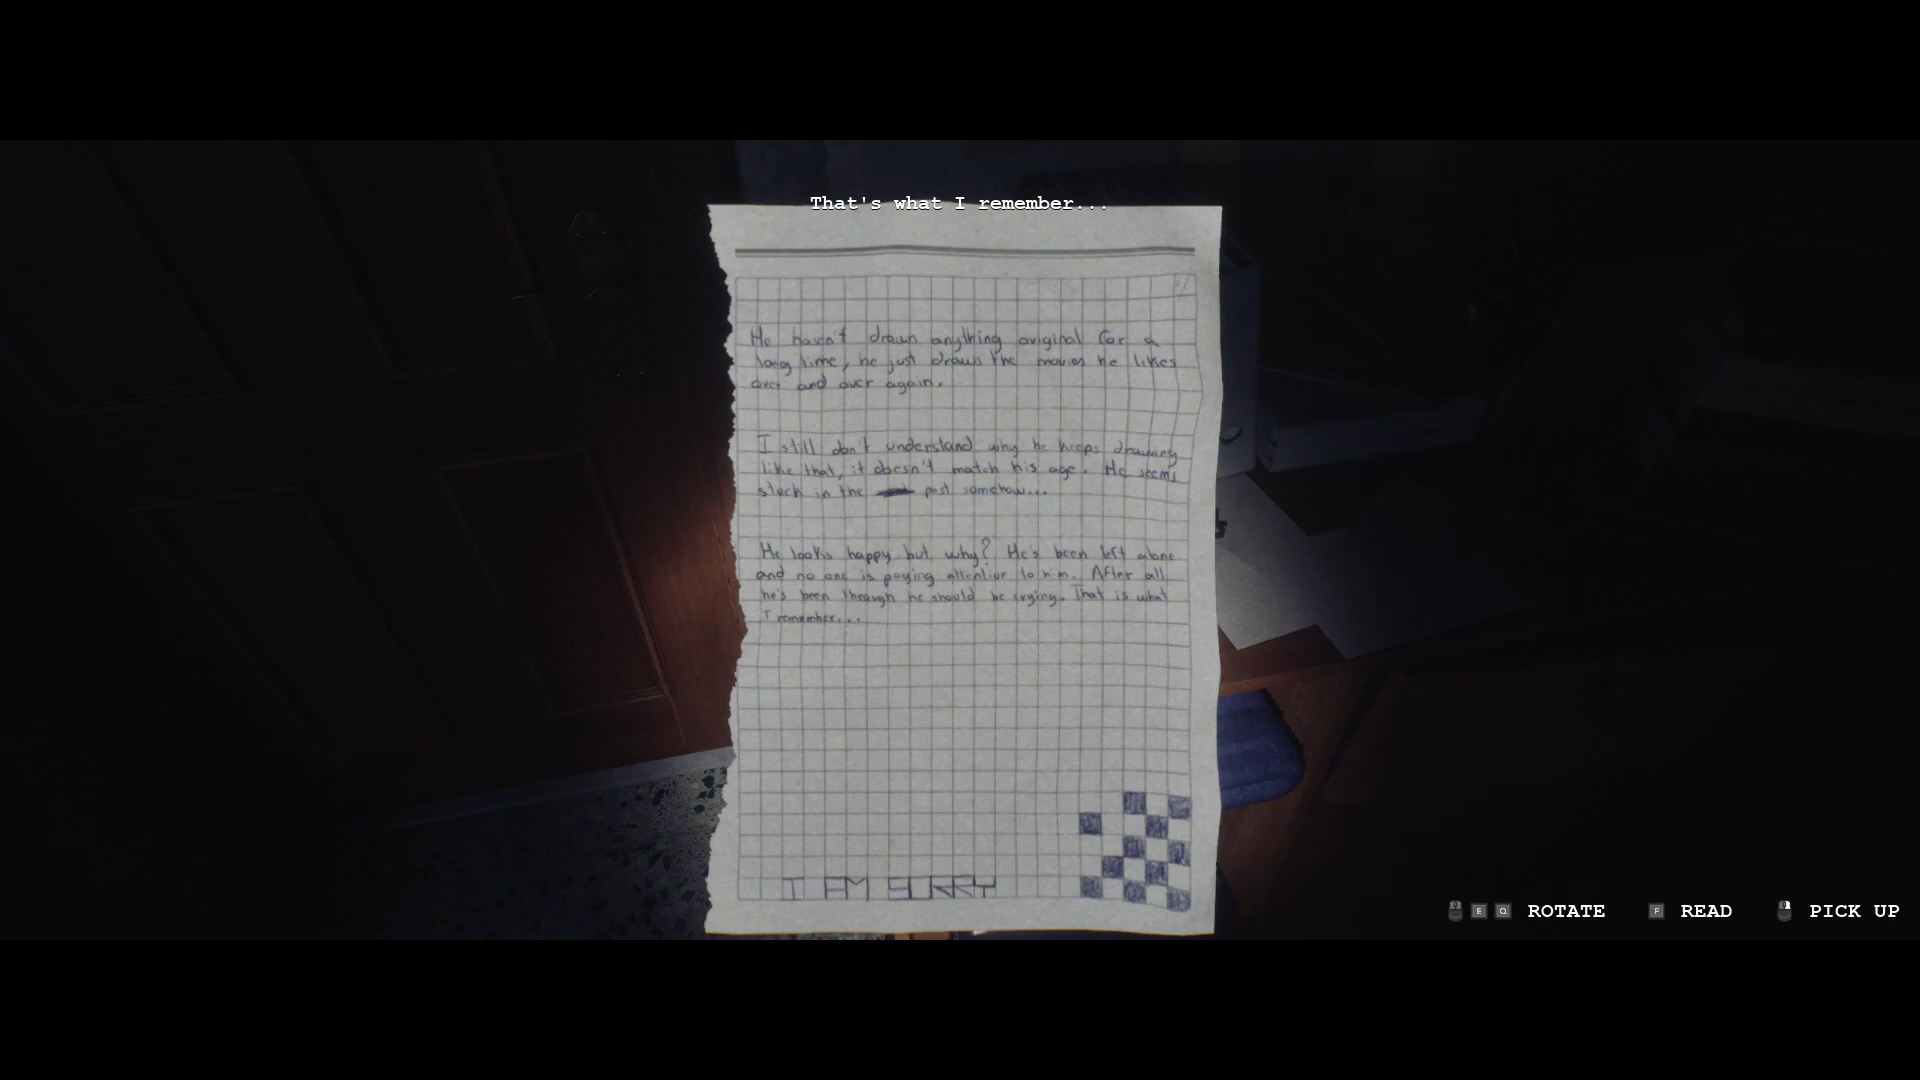 That's what I remember...
He hasn't drawn anything original for a
long time, he just draws the movies he likes
over and over again.
I still don't understand why he keeps drawing
like that, it doesn't match his age. He seems
stuck in the past somehow...
He looks happy but why? He's been left alone
and no one is paying attention to him. After all
he's been through he should be crying. That is what
I remember...
I AM SORRY
E Q ROTATE F READ PICK UP